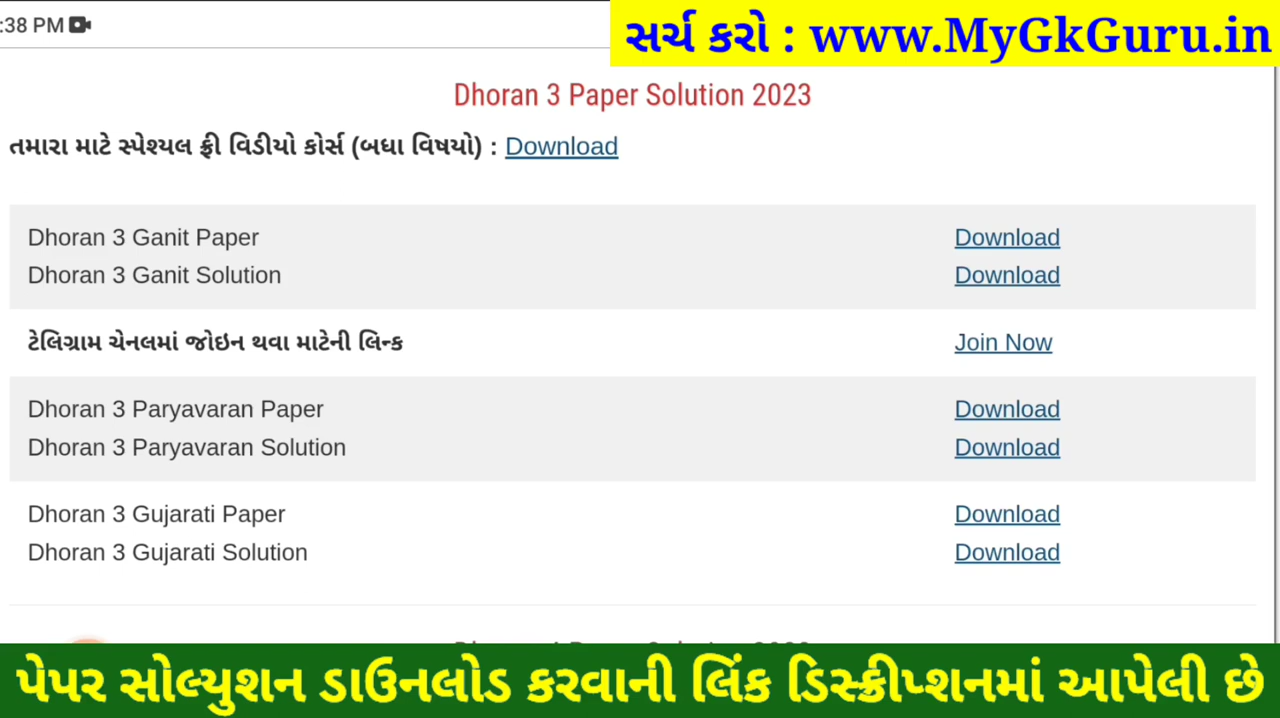 :38 PM
સર્ચ કરો : www.MyGkGuru.in
Dhoran 3 Paper Solution 2023
તમારા માટે સ્પેશ્યલ ફ્રી વિડીયો કોર્સ (બધા વિષયો) : Download
Dhoran 3 Ganit Paper Download
Dhoran 3 Ganit Solution Download
ટેલિગ્રામ ચેનલમાં જોઇન થવા માટેની લિન્ક Join Now
Dhoran 3 Paryavaran Paper Download
Dhoran 3 Paryavaran Solution Download
Dhoran 3 Gujarati Paper Download
Dhoran 3 Gujarati Solution Download
પેપર સોલ્યુશન ડાઉનલોડ કરવાની લિંક ડિસ્ક્રીપ્શનમાં આપેલી છે